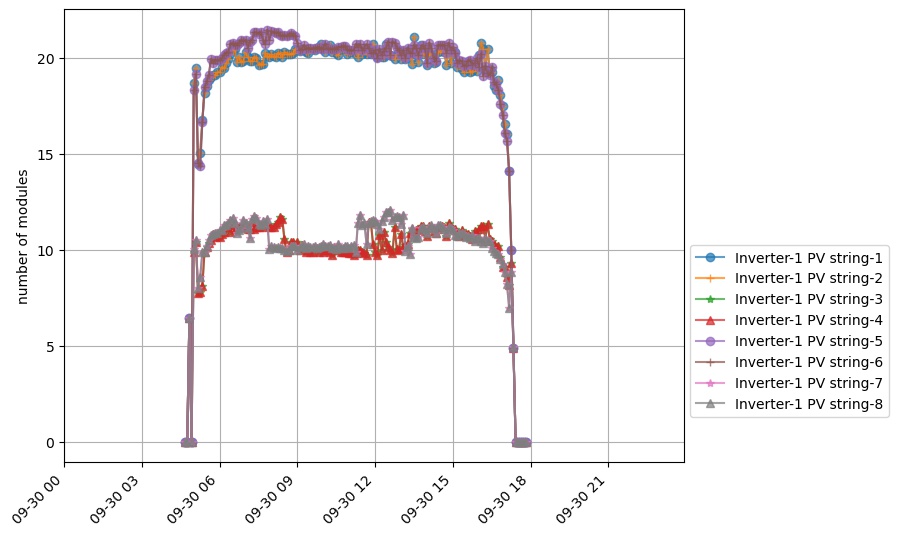 number of modules
20
15
10
5
0
09-30 00
09-30 03
09-30 06
09-30 09
09-30 12
09-30 15
09-30 18
09-30 21
Inverter-1 PV string-1
Inverter-1 PV string-2
Inverter-1 PV string-3
Inverter-1 PV string-4
Inverter-1 PV string-5
Inverter-1 PV string-6
Inverter-1 PV string-7
Inverter-1 PV string-8